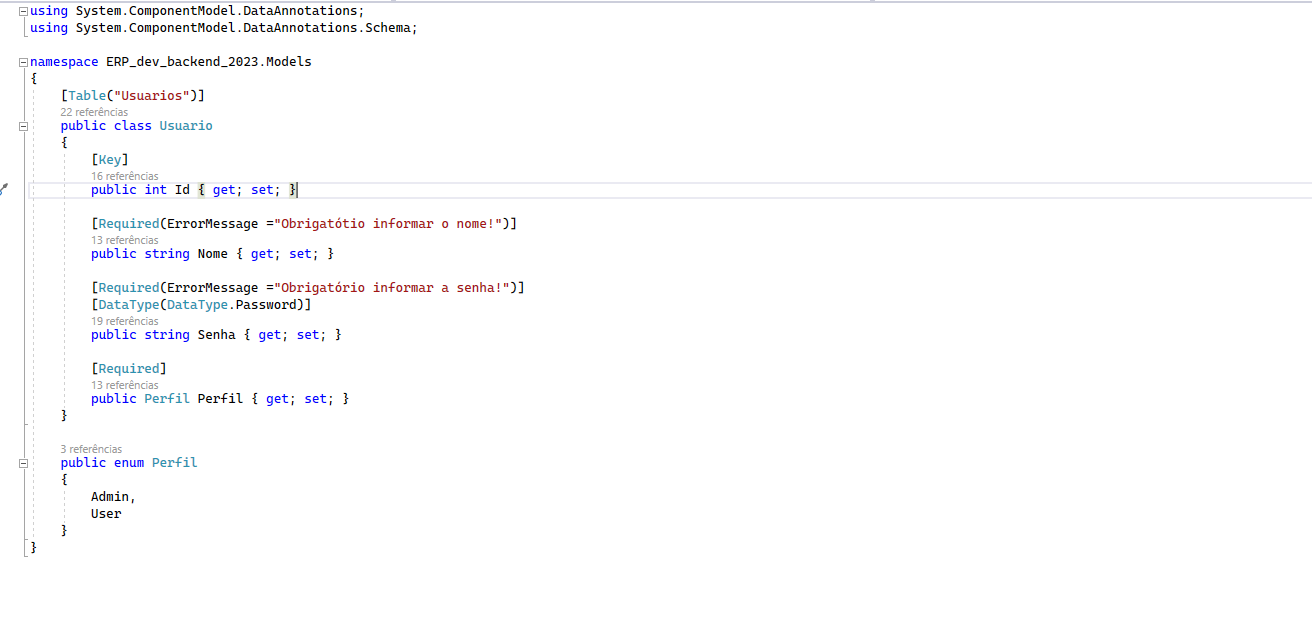 using System.ComponentModel.DataAnnotations;
using System.ComponentModel.DataAnnotations.Schema;
namespace ERP_dev_backend_2023.Models
{
[Table("Usuarios")]
22 referências
public class Usuario
{
[Key]
16 referências
public int Id { get; set; }
[Required(ErrorMessage ="Obrigatótio informar o nome!")]
13 referências
public string Nome { get; set; }
[Required(ErrorMessage ="Obrigatório informar a senha!")]
[DataType(DataType.Password)]
19 referências
public string Senha { get; set; }
[Required]
13 referências
public Perfil Perfil { get; set; }
}
3 referências
public enum Perfil
{
Admin,
User
}
}